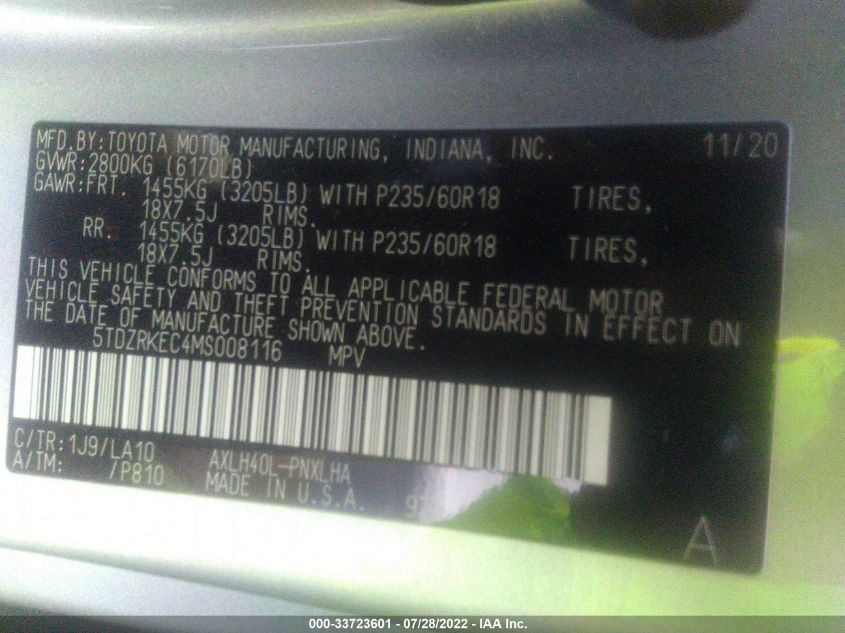 MFD.BY:TOYOTA MOTOR MANUFACTURING, INDIANA, INC. 11/20
GVWR:2800KG (6170LB)
GAWR:FRT. 1455KG (3205LB) WITH P235/60R18 TIRES,
18X7.5J RIMS.
RR. 1455KG (3205LB) WITH P235/60R18 TIRES,
18X7.5J RIMS.
THIS VEHICLE CONFORMS TO ALL APPLICABLE FEDERAL MOTOR
VEHICLE SAFETY AND THEFT PREVENTION STANDARDS IN EFFECT ON
THE DATE OF MANUFACTURE SHOWN ABOVE.
5TDZRKEC4MS008116 MPV
C/TR:1J9/LA10 AXLH40L-PNXLHA
A/TM: /P810 MADE IN U.S.A.
A
000-33723601 - 07/28/2022 - IAA Inc.